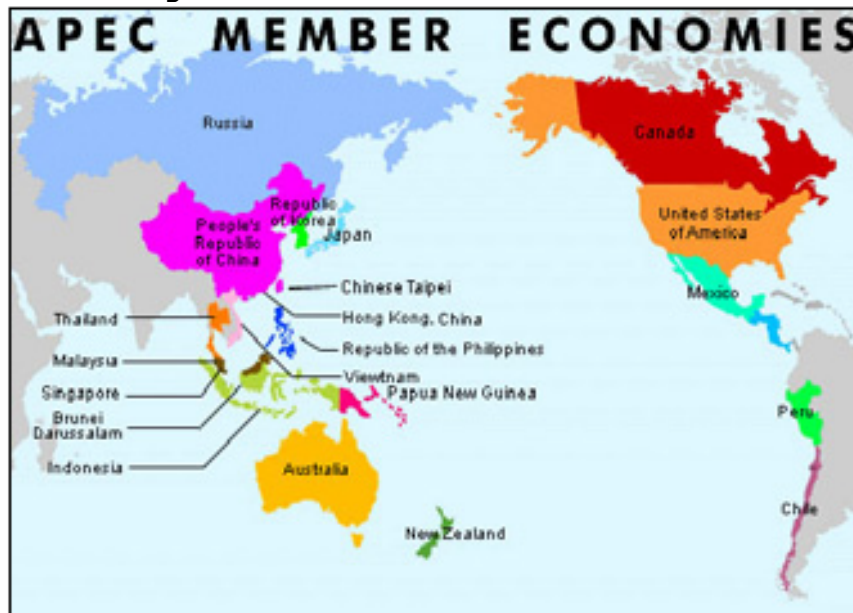 APEC MEMBER ECONOMIES
Russia
Canada
Republic
of Korea
People's
Republic
of China
Japan
United States
of America
Mexico
Chinese Taipei
Hong Kong, China
Thailand
Republic of the Philippines
Malaysia
Viewtnam
Singapore
Papua New Guinea
Brunei
Darussalam
Peru
Indonesia
Australia
Chile
New Zealand